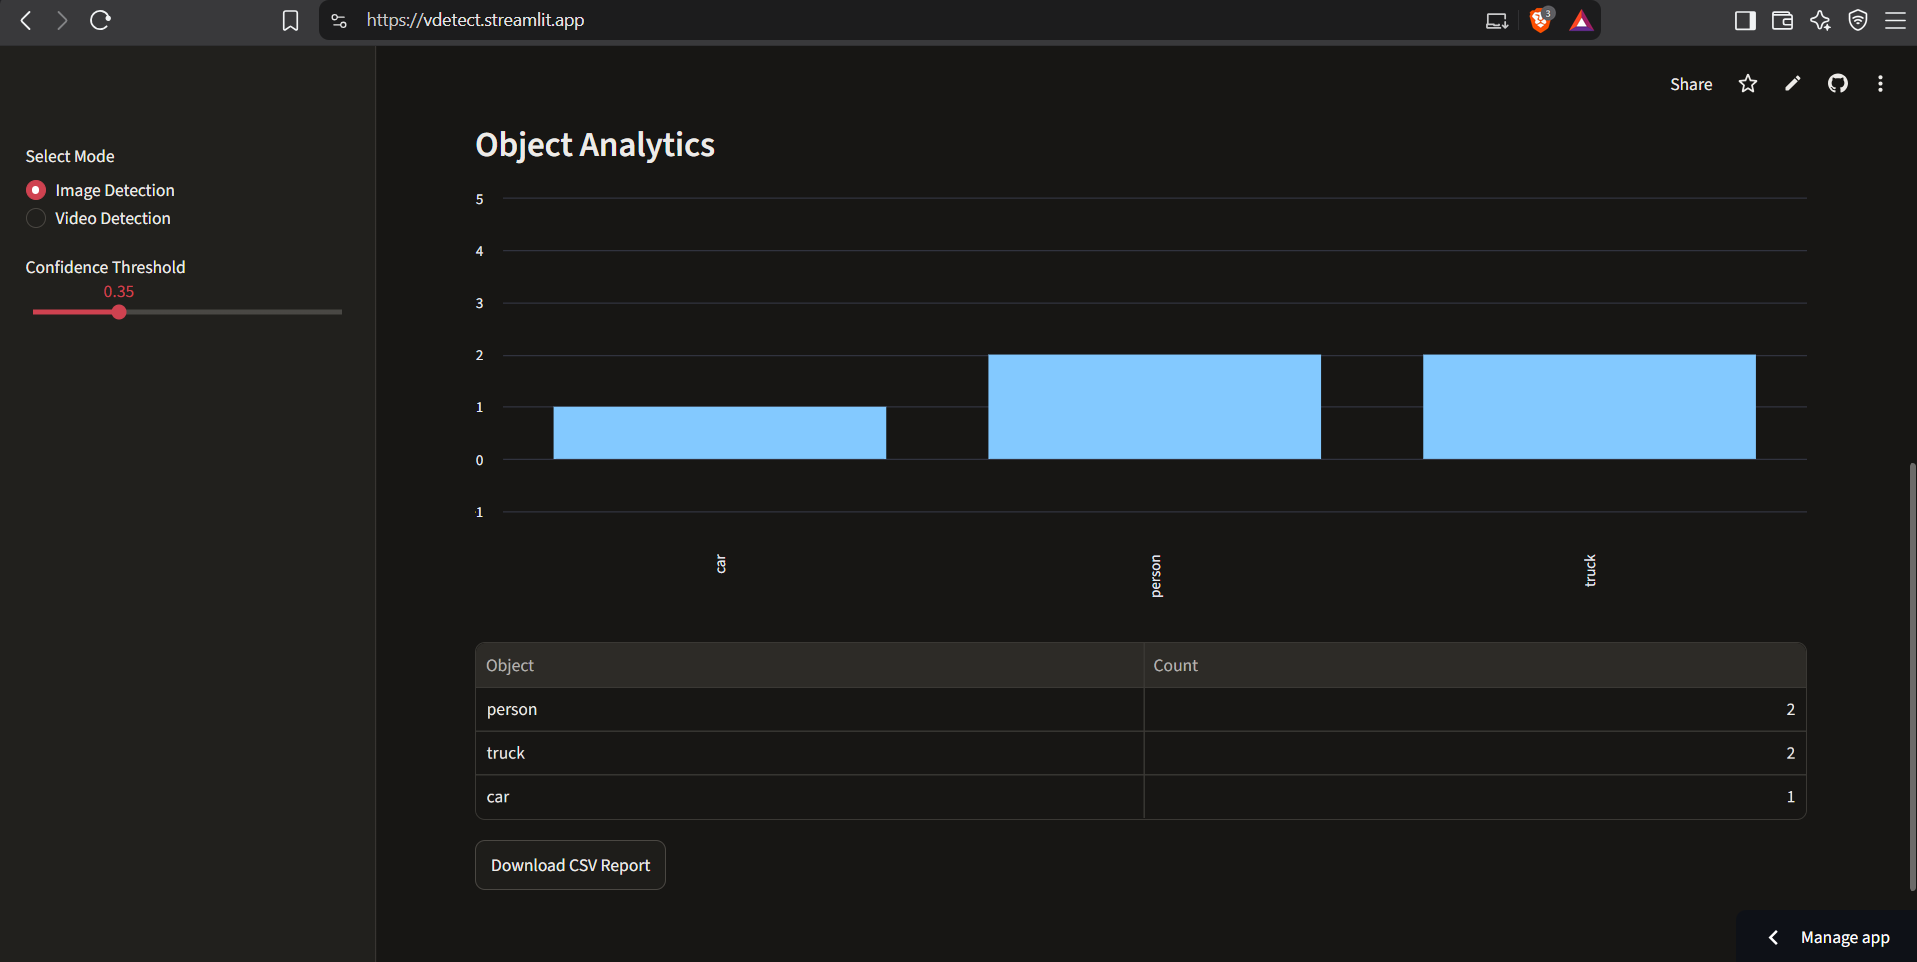 https://vdetect.streamlit.app
3
Share
Select Mode
Image Detection
Video Detection
Confidence Threshold
0.35
Object Analytics
5
4
3
2
1
0
-1
car
person
truck
Object Count
person 2
truck 2
car 1
Download CSV Report
Manage app